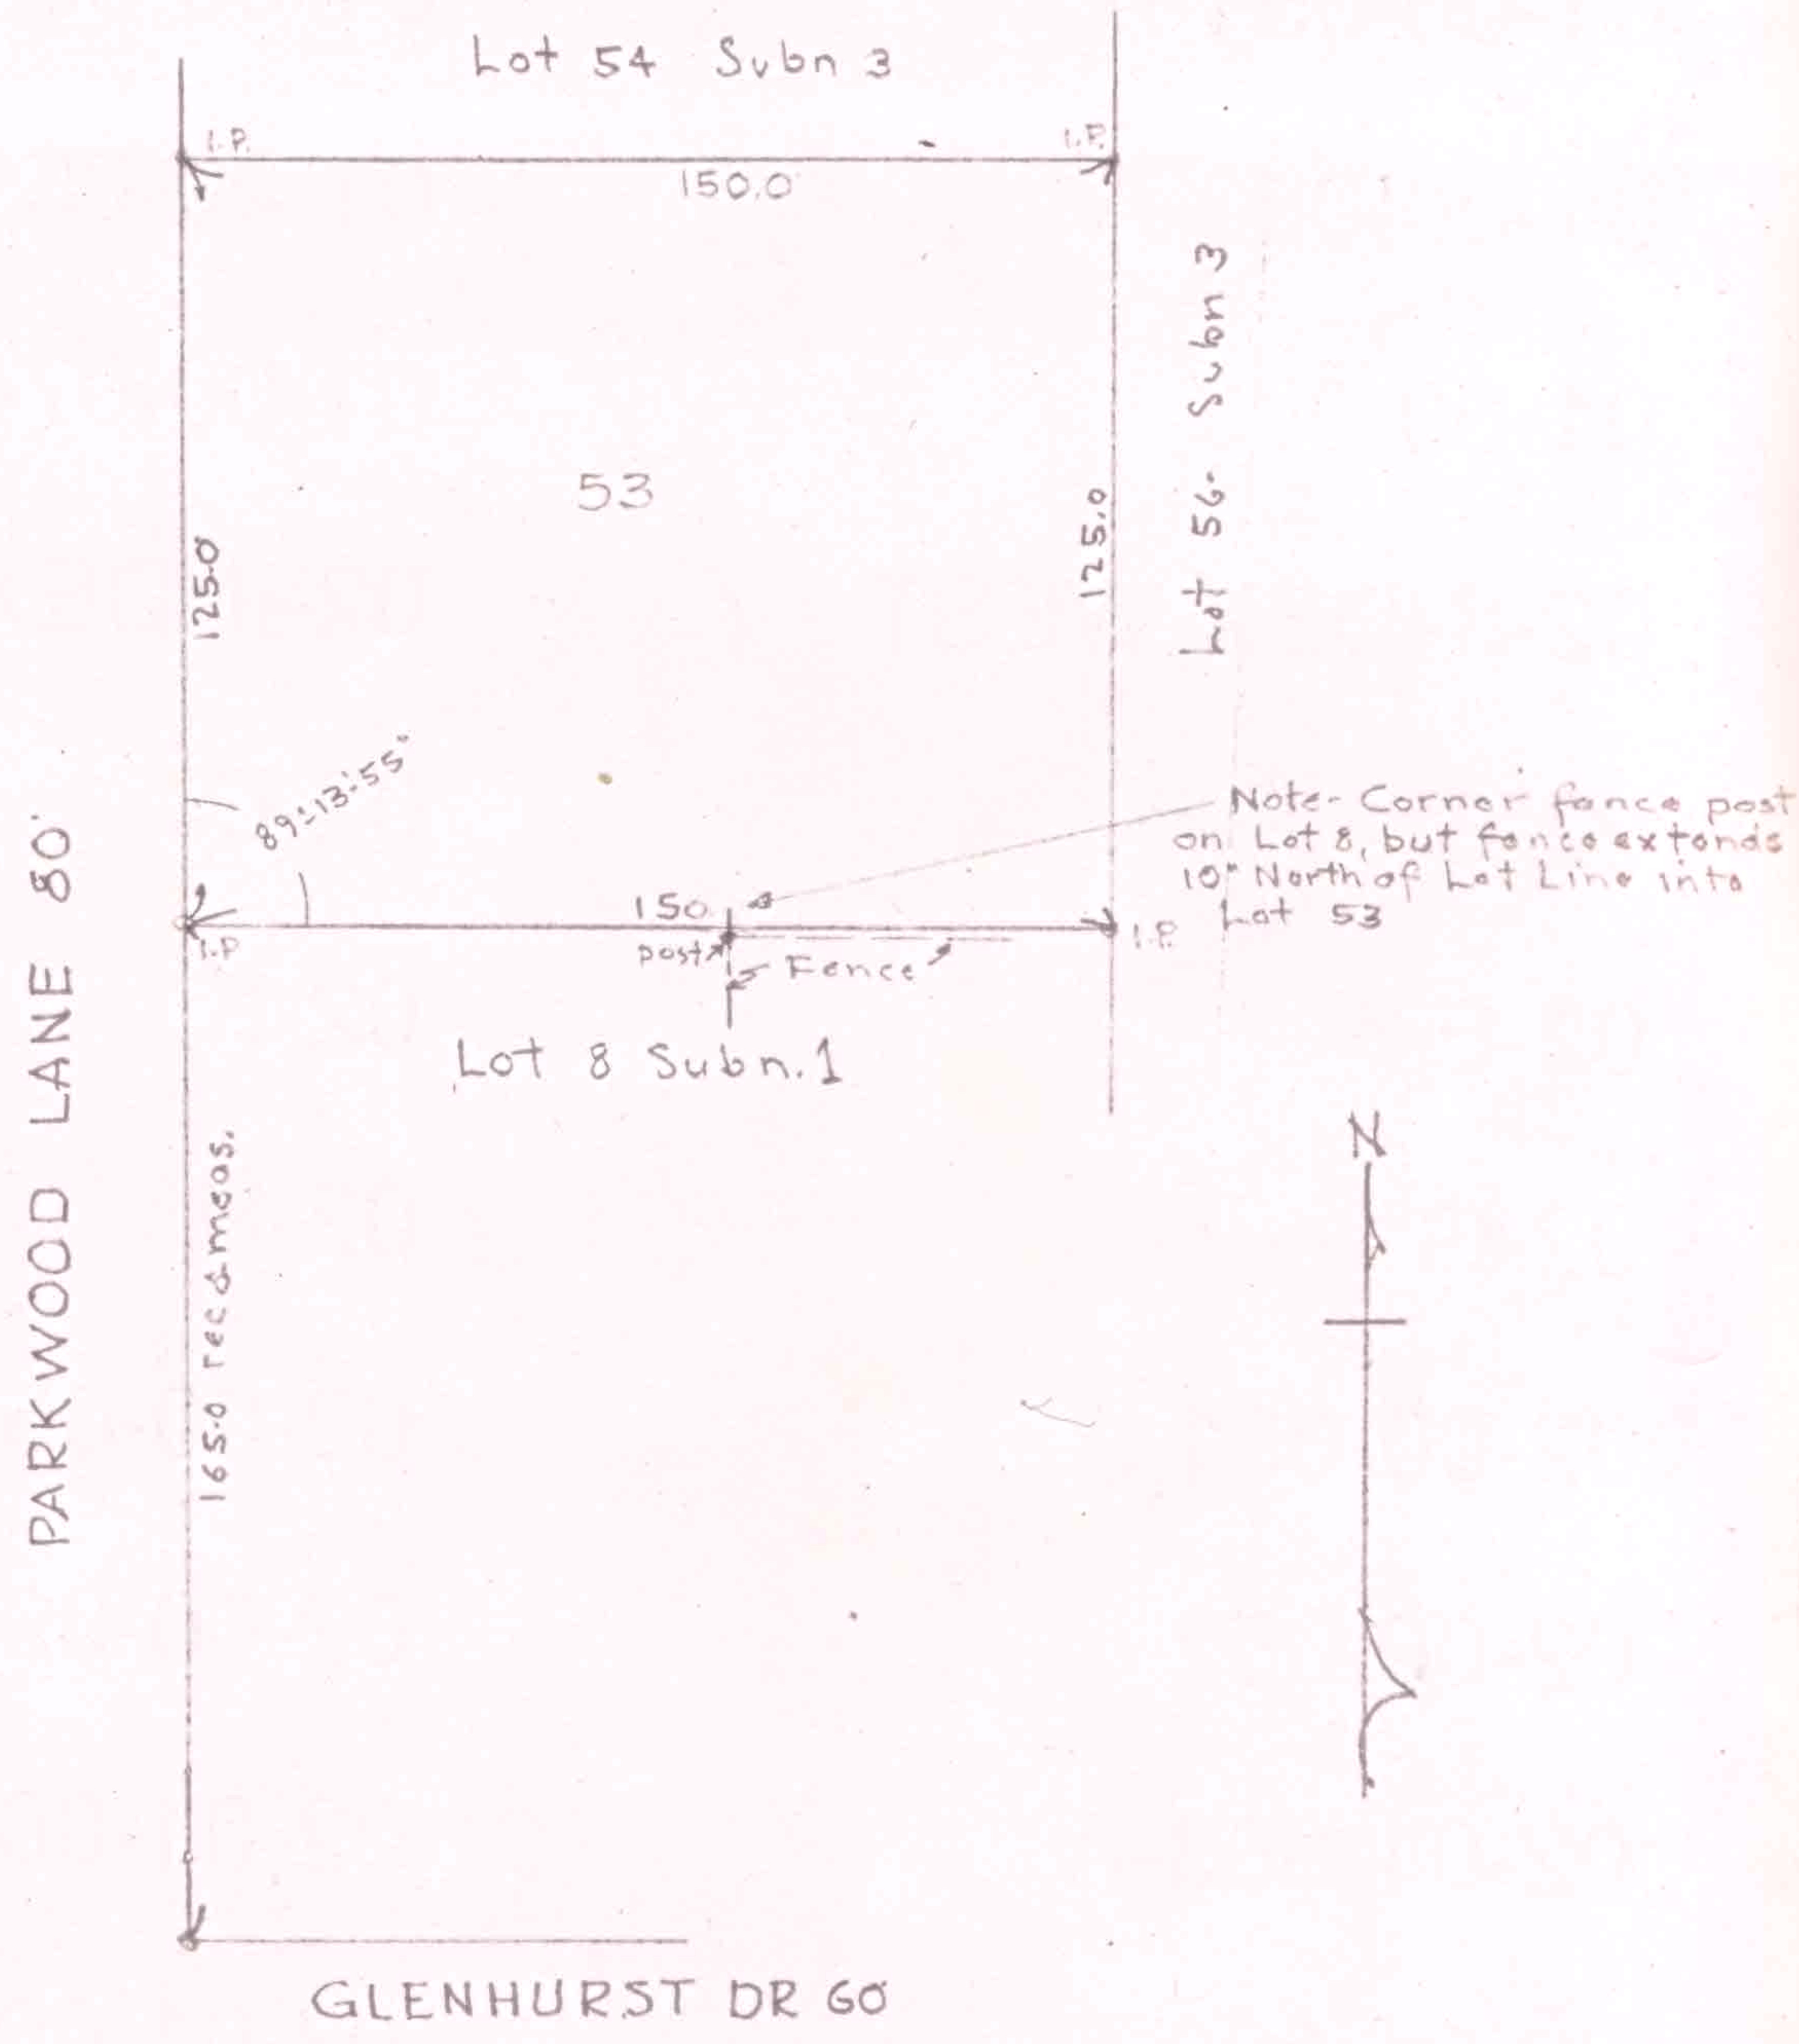 Lot 54 Subn 3
I.P.
I.P.
150.0'
Lot 56- Subn 3
53
125.0
125.0
89°-13'-55"
Note- Corner fence post
on Lot 8, but fence extends
10" North of Lot Line into
Lot 53
150.
I.P.
I.P.
post
Fence
Lot 8 Subn. 1
PARKWOOD LANE 80'
165.0 rec & meas.
N
GLENHURST DR 60'